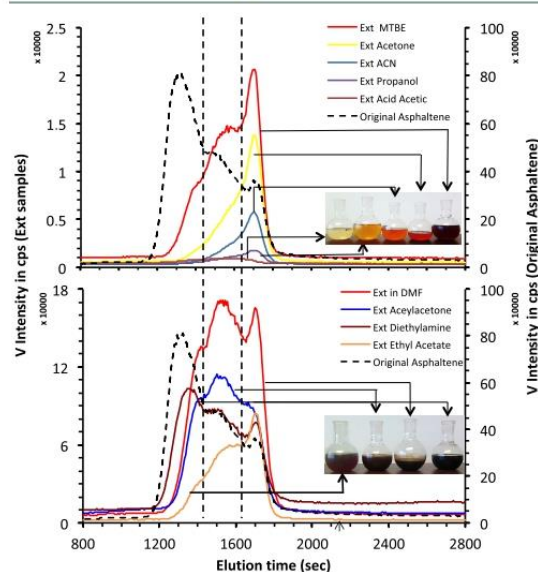 x 10000
2.5
2
1.5
1
0.5
0
V Intensity in cps (Ext samples)
Ext MTBE
Ext Acetone
Ext ACN
Ext Propanol
Ext Acid Acetic
Original Asphaltene
x 10000
100
80
60
40
20
0
V Intensity in cps (Original Asphaltene)
x 10000
18
15
12
9
6
3
0
Ext in DMF
Ext Aceylacetone
Ext Diethylamine
Ext Ethyl Acetate
Original Asphaltene
x 10000
100
80
60
40
20
0
800 1200 1600 2000 2400 2800
Elution time (sec)